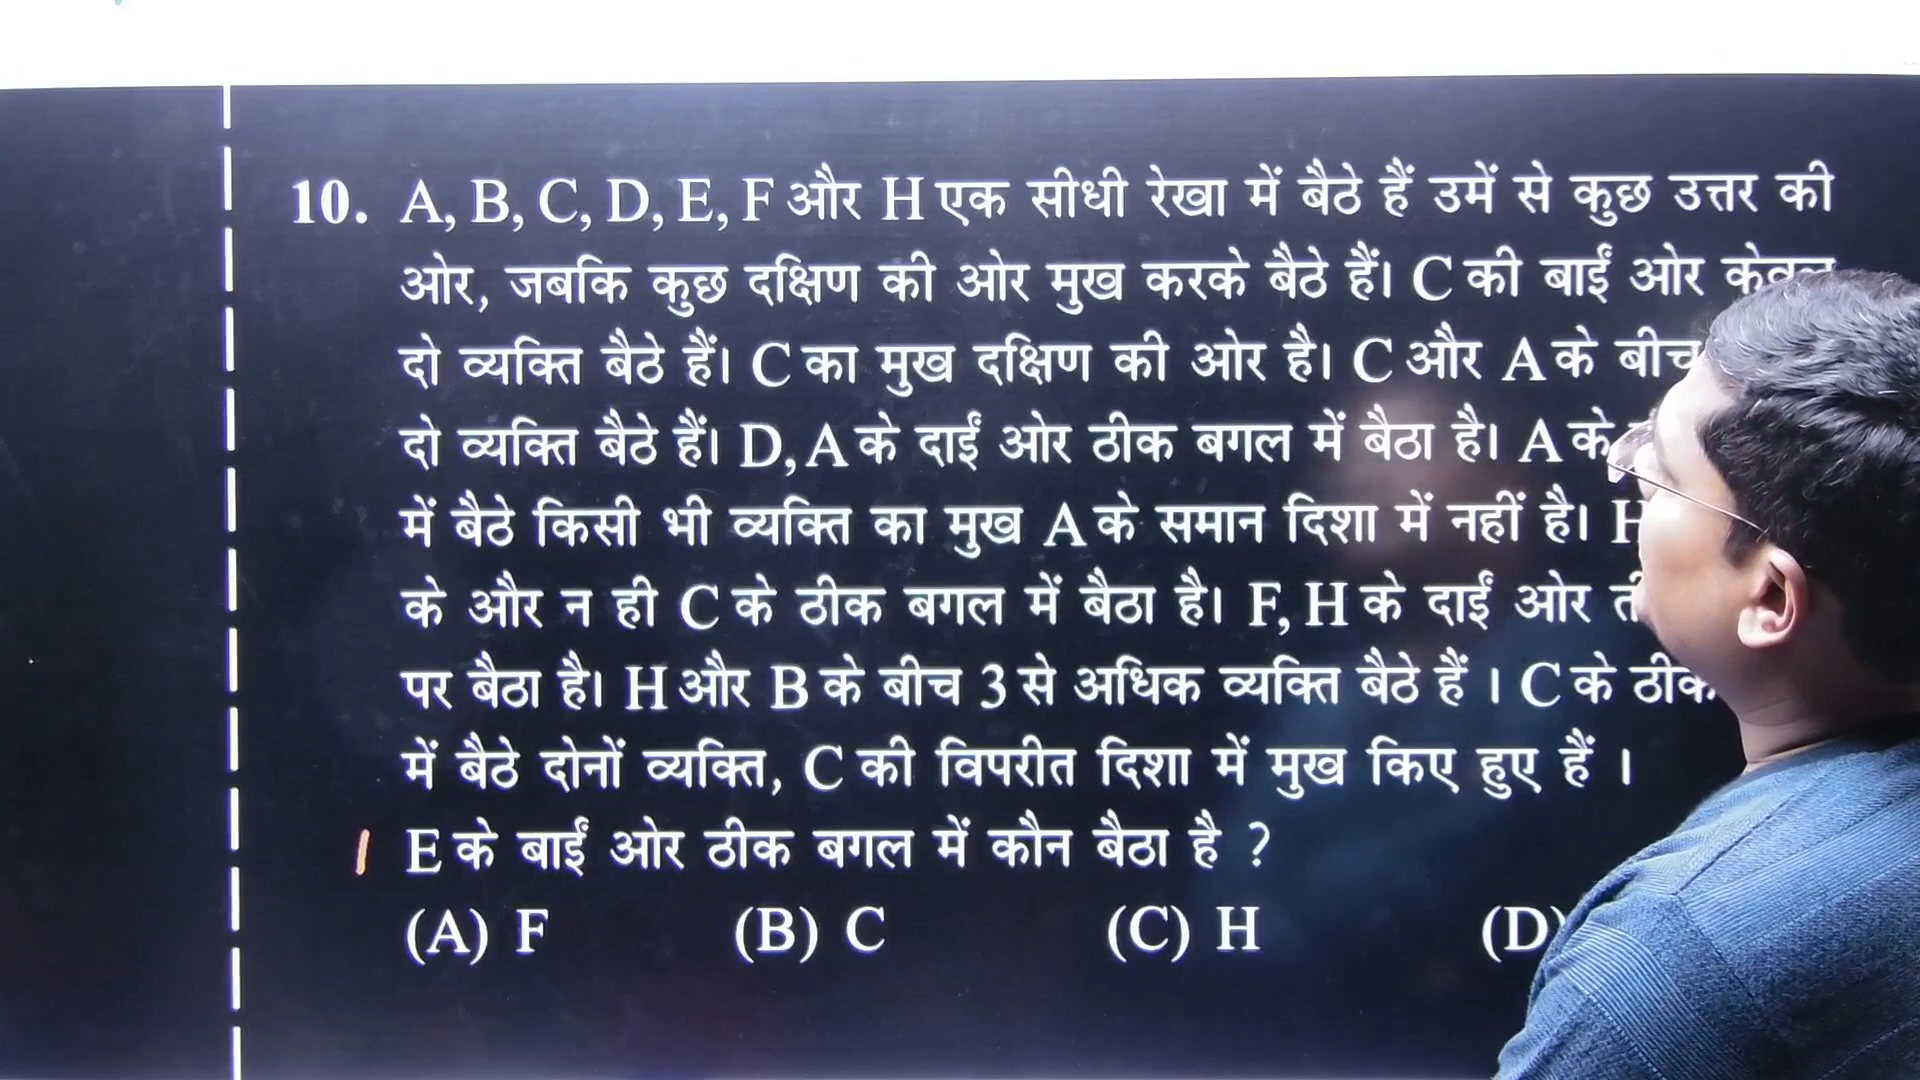 10. A, B, C, D, E, F और H एक सीधी रेखा में बैठे हैं उमें से कुछ उत्तर की
ओर, जबकि कुछ दक्षिण की ओर मुख करके बैठे हैं। C की बाईं ओर केवल
दो व्यक्ति बैठे हैं। C का मुख दक्षिण की ओर है। C और A के बीच
दो व्यक्ति बैठे हैं। D, A के दाईं ओर ठीक बगल में बैठा है। A के
में बैठे किसी भी व्यक्ति का मुख A के समान दिशा में नहीं है। H
के और न ही C के ठीक बगल में बैठा है। F, H के दाईं ओर
पर बैठा है। H और B के बीच 3 से अधिक व्यक्ति बैठे हैं । C के ठीक
में बैठे दोनों व्यक्ति, C की विपरीत दिशा में मुख किए हुए हैं ।
E के बाईं ओर ठीक बगल में कौन बैठा है ?
(A) F (B) C (C) H (D)